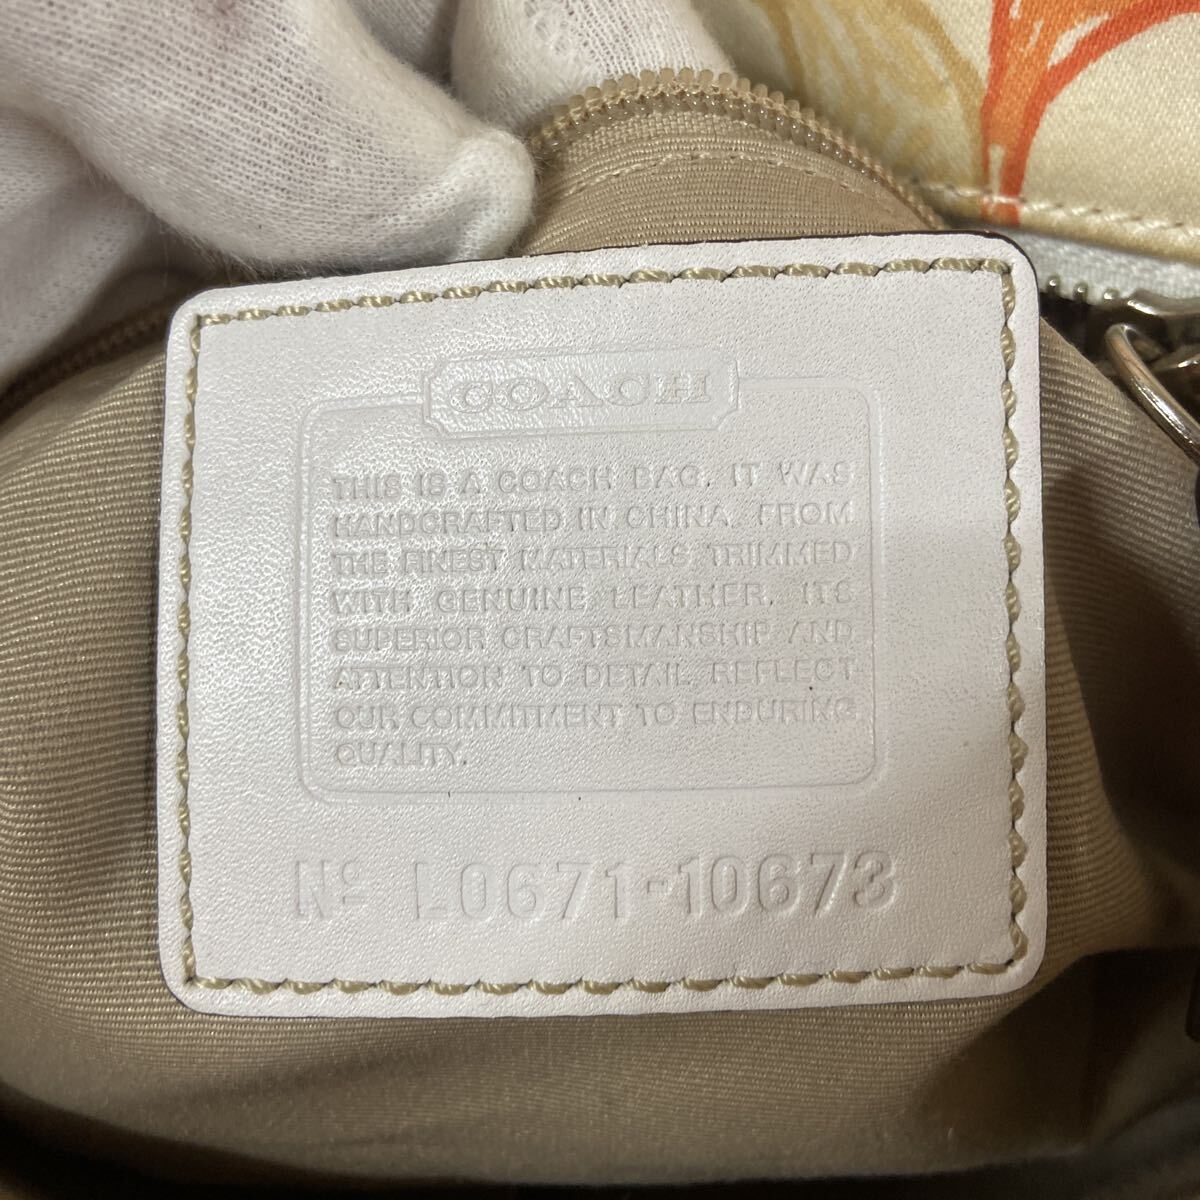 COACH
THIS IS A COACH BAG. IT WAS
HANDCRAFTED IN CHINA, FROM
THE FINEST MATERIALS TRIMMED
WITH GENUINE LEATHER. ITS
SUPERIOR CRAFTSMANSHIP AND
ATTENTION TO DETAIL REFLECT
OUR COMMITMENT TO ENDURING
QUALITY.
Nº L0671-10673